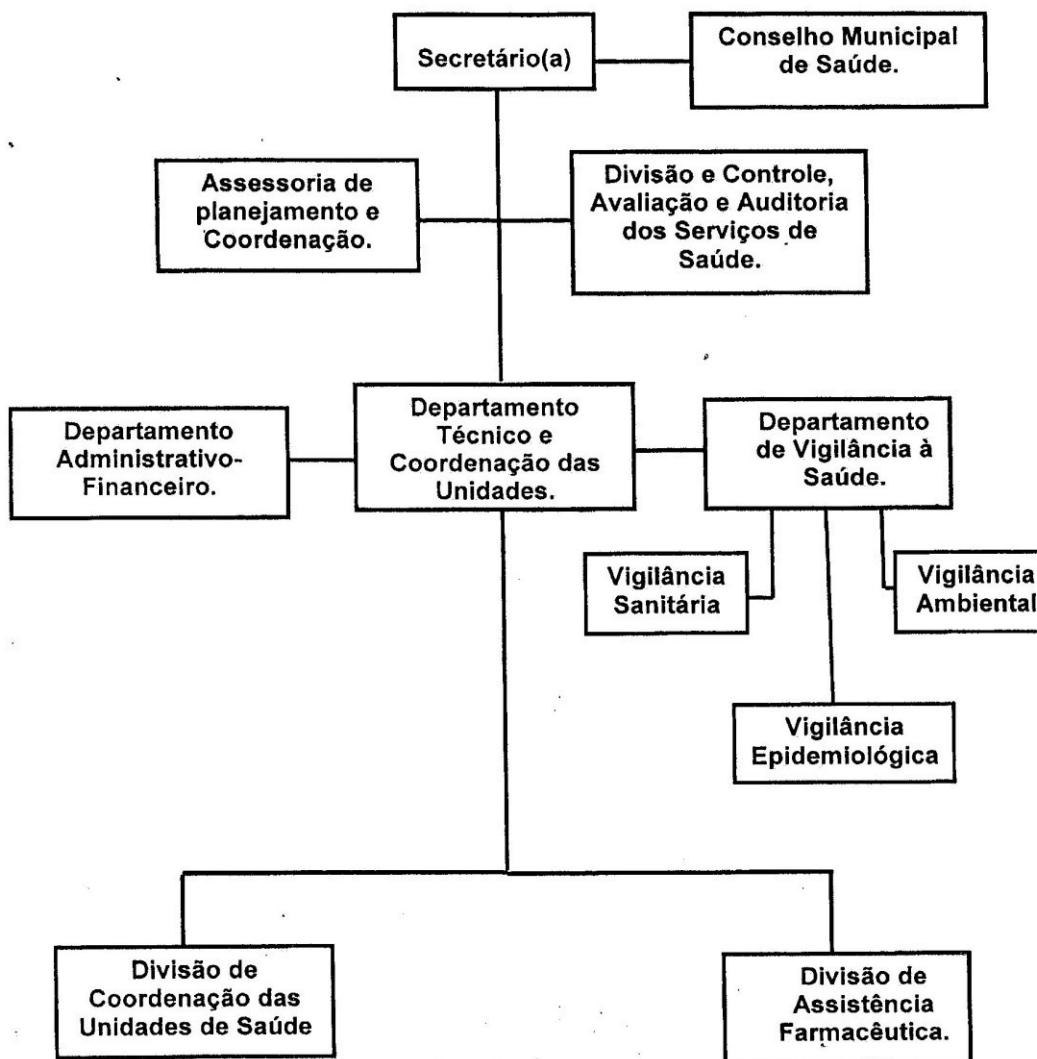 Secretário(a)
Conselho Municipal
de Saúde.
Assessoria de
planejamento e
Coordenação.
Divisão e Controle,
Avaliação e Auditoria
dos Serviços de
Saúde.
Departamento
Administrativo-
Financeiro.
Departamento
Técnico e
Coordenação das
Unidades.
Departamento
de Vigilância à
Saúde.
Vigilância
Sanitária
Vigilância
Ambiental
Vigilância
Epidemiológica
Divisão de
Coordenação das
Unidades de Saúde
Divisão de
Assistência
Farmacêutica.